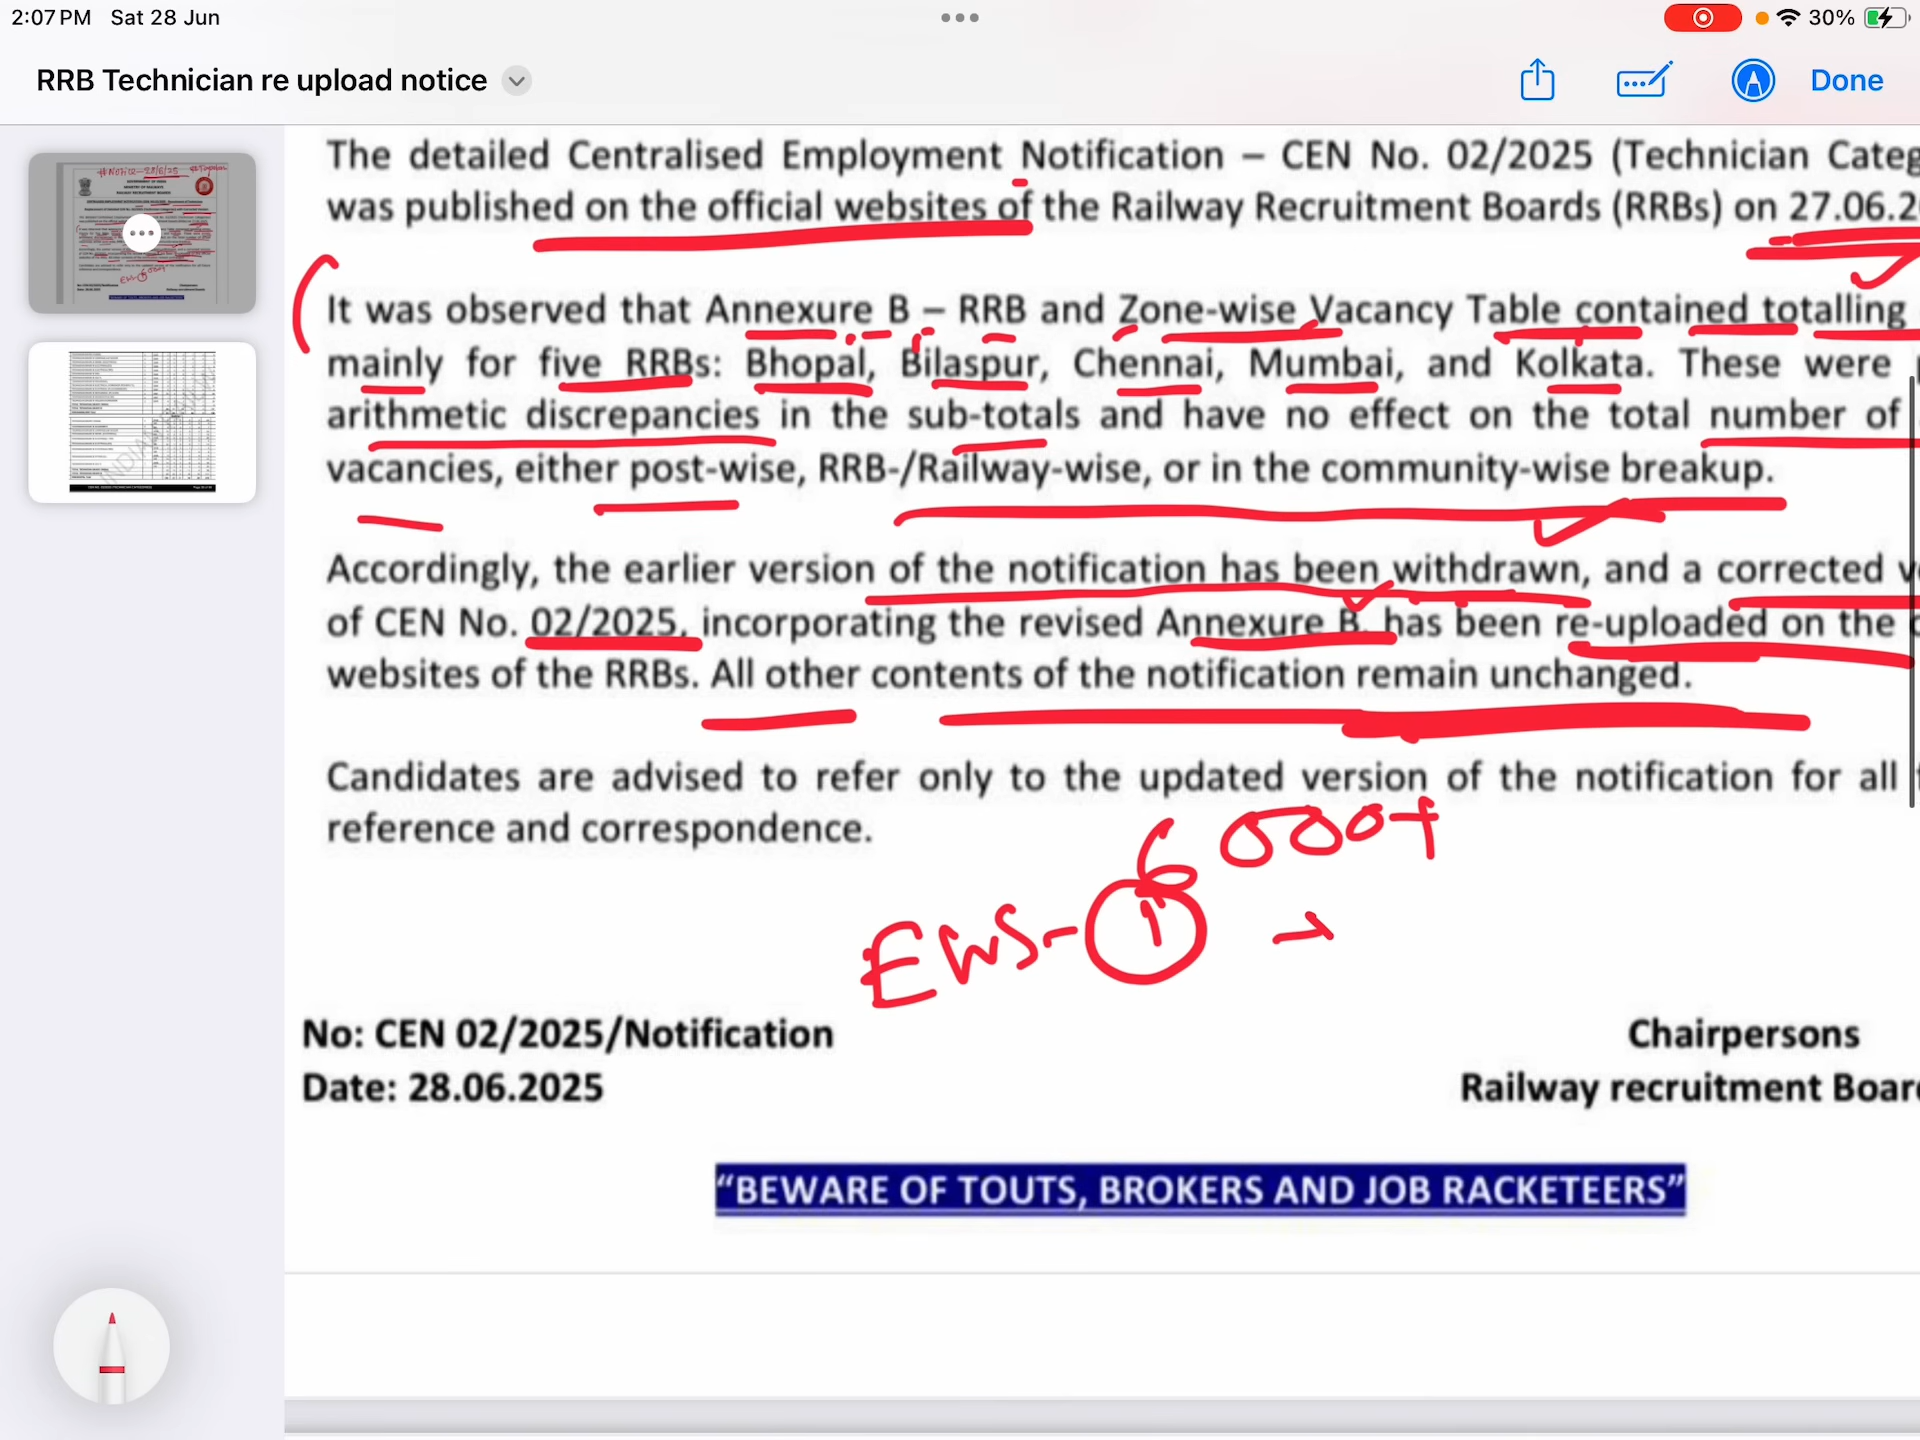 2:07 PM Sat 28 Jun
30%
RRB Technician re upload notice
Done
The detailed Centralised Employment Notification – CEN No. 02/2025 (Technician Categ
was published on the official websites of the Railway Recruitment Boards (RRBs) on 27.06.2
It was observed that Annexure B – RRB and Zone-wise Vacancy Table contained totalling
mainly for five RRBs: Bhopal, Bilaspur, Chennai, Mumbai, and Kolkata. These were
arithmetic discrepancies in the sub-totals and have no effect on the total number of
vacancies, either post-wise, RRB-/Railway-wise, or in the community-wise breakup.
Accordingly, the earlier version of the notification has been withdrawn, and a corrected v
of CEN No. 02/2025, incorporating the revised Annexure B, has been re-uploaded on the
websites of the RRBs. All other contents of the notification remain unchanged.
Candidates are advised to refer only to the updated version of the notification for all
reference and correspondence.
6000+
EWS-1 →
No: CEN 02/2025/Notification
Chairpersons
Date: 28.06.2025
Railway recruitment Boar
“BEWARE OF TOUTS, BROKERS AND JOB RACKETEERS”